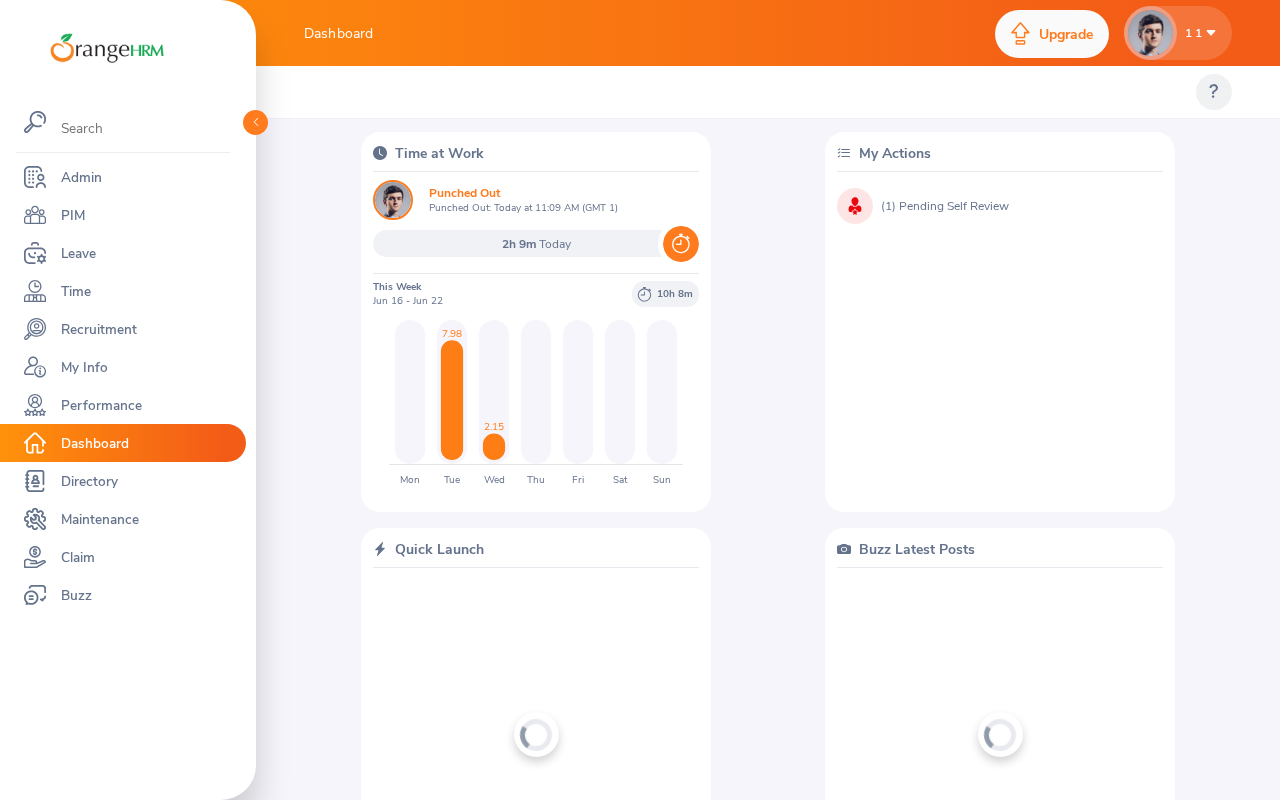 OrangeHRM
Dashboard
Upgrade
1 1
?
Search
Admin
PIM
Leave
Time
Recruitment
My Info
Performance
Dashboard
Directory
Maintenance
Claim
Buzz
Time at Work
Punched Out
Punched Out: Today at 11:09 AM (GMT 1)
2h 9m Today
This Week
Jun 16 - Jun 22
10h 8m
7.98
2.15
Mon Tue Wed Thu Fri Sat Sun
My Actions
(1) Pending Self Review
Quick Launch
Buzz Latest Posts